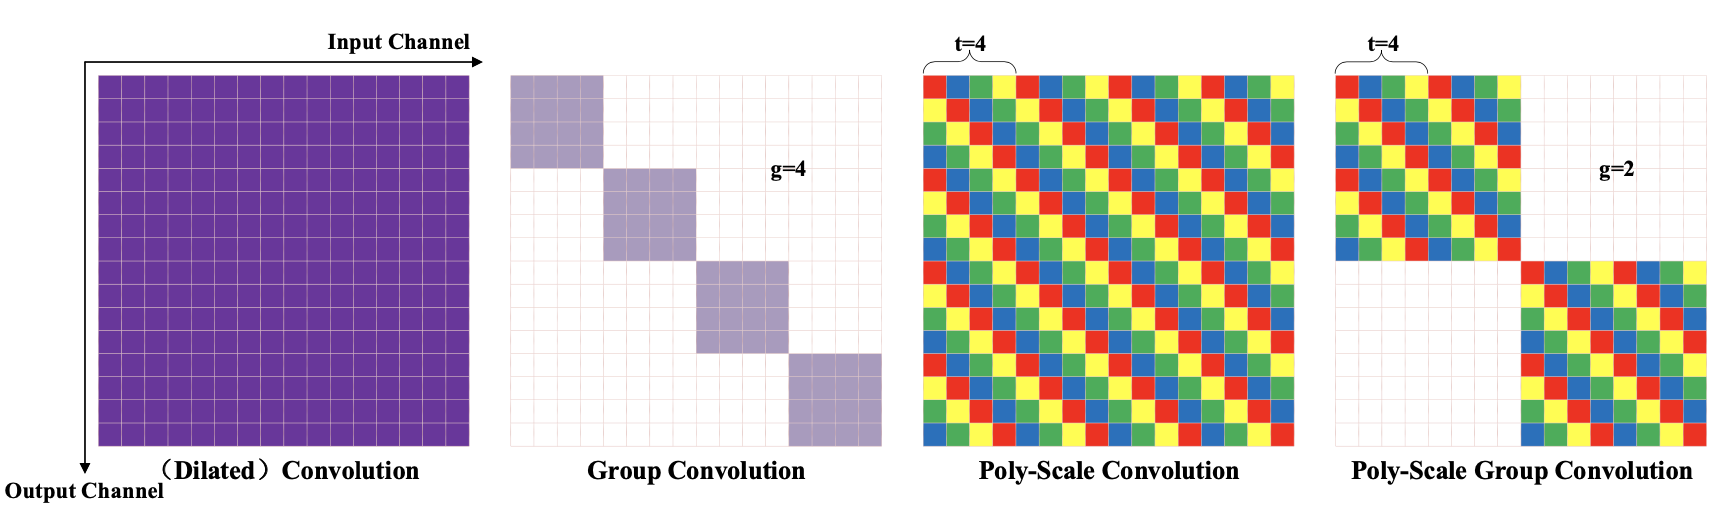 Input Channel
t=4
t=4
g=4
g=2
(Dilated)Convolution
Group Convolution
Poly-Scale Convolution
Poly-Scale Group Convolution
Output Channel